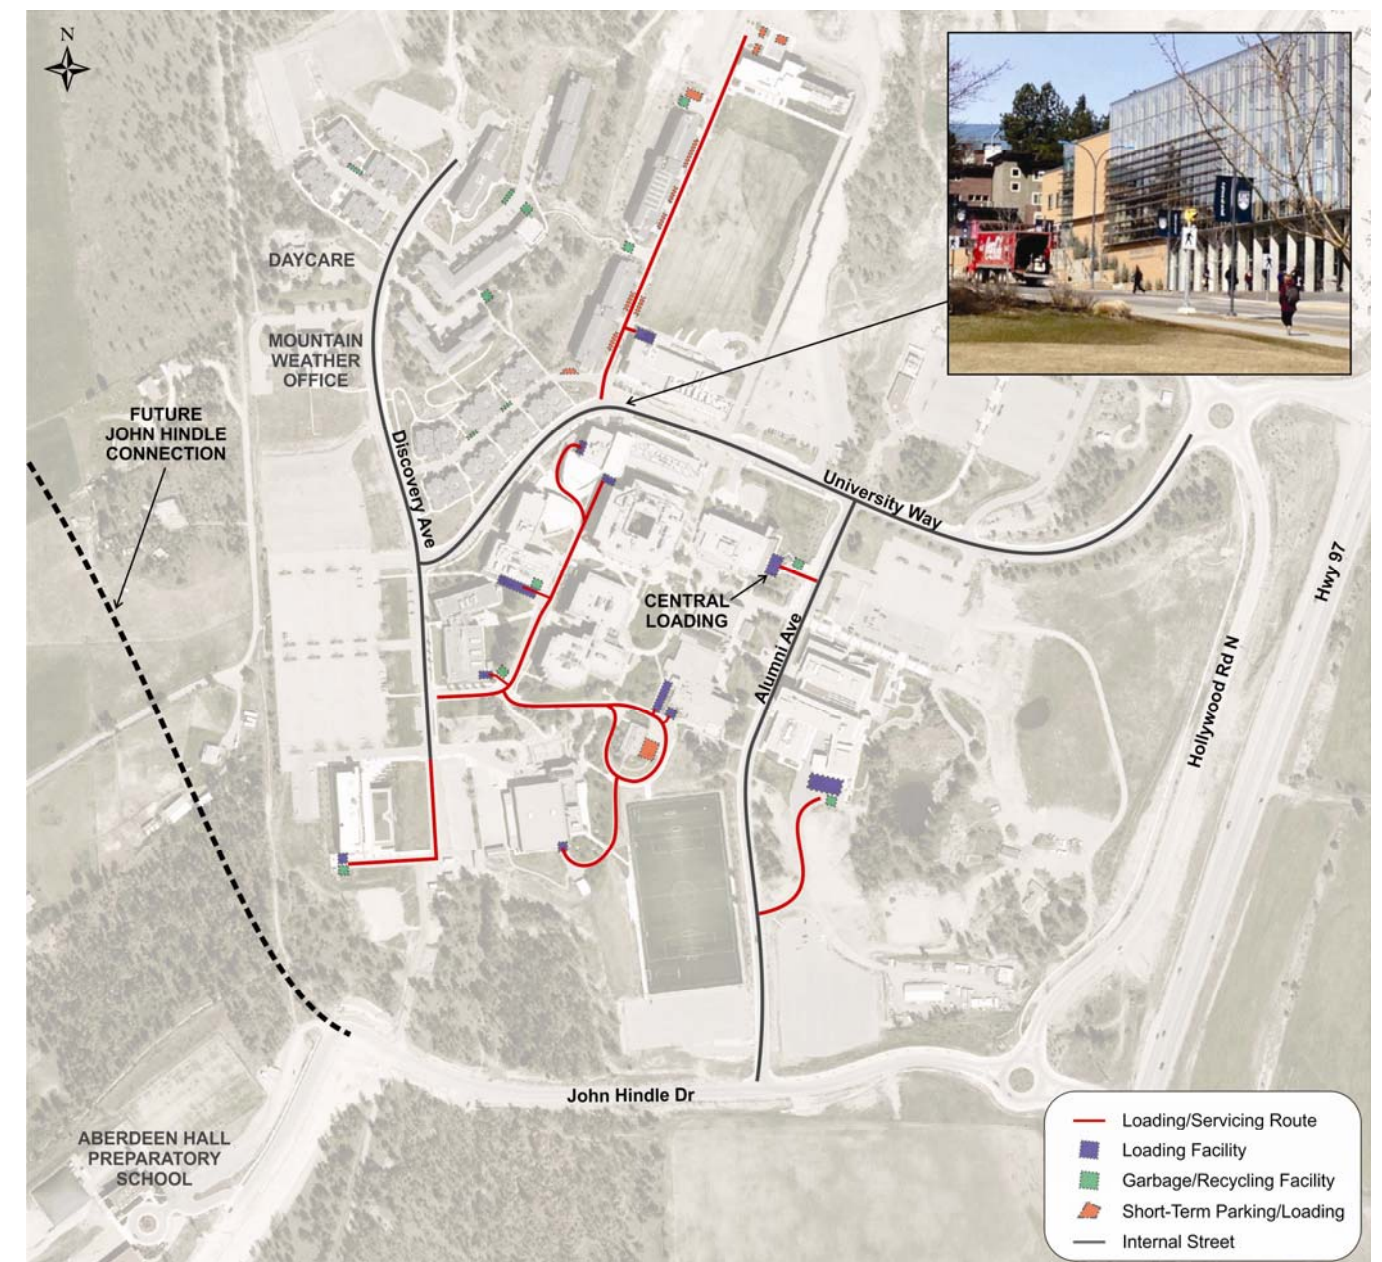 N
DAYCARE
MOUNTAIN
WEATHER
OFFICE
FUTURE
JOHN HINDLE
CONNECTION
Discovery Ave
University Way
CENTRAL
LOADING
Alumni Ave
Hwy 97
Hollywood Rd N
John Hindle Dr
ABERDEEN HALL
PREPARATORY
SCHOOL
Loading/Servicing Route
Loading Facility
Garbage/Recycling Facility
Short-Term Parking/Loading
Internal Street